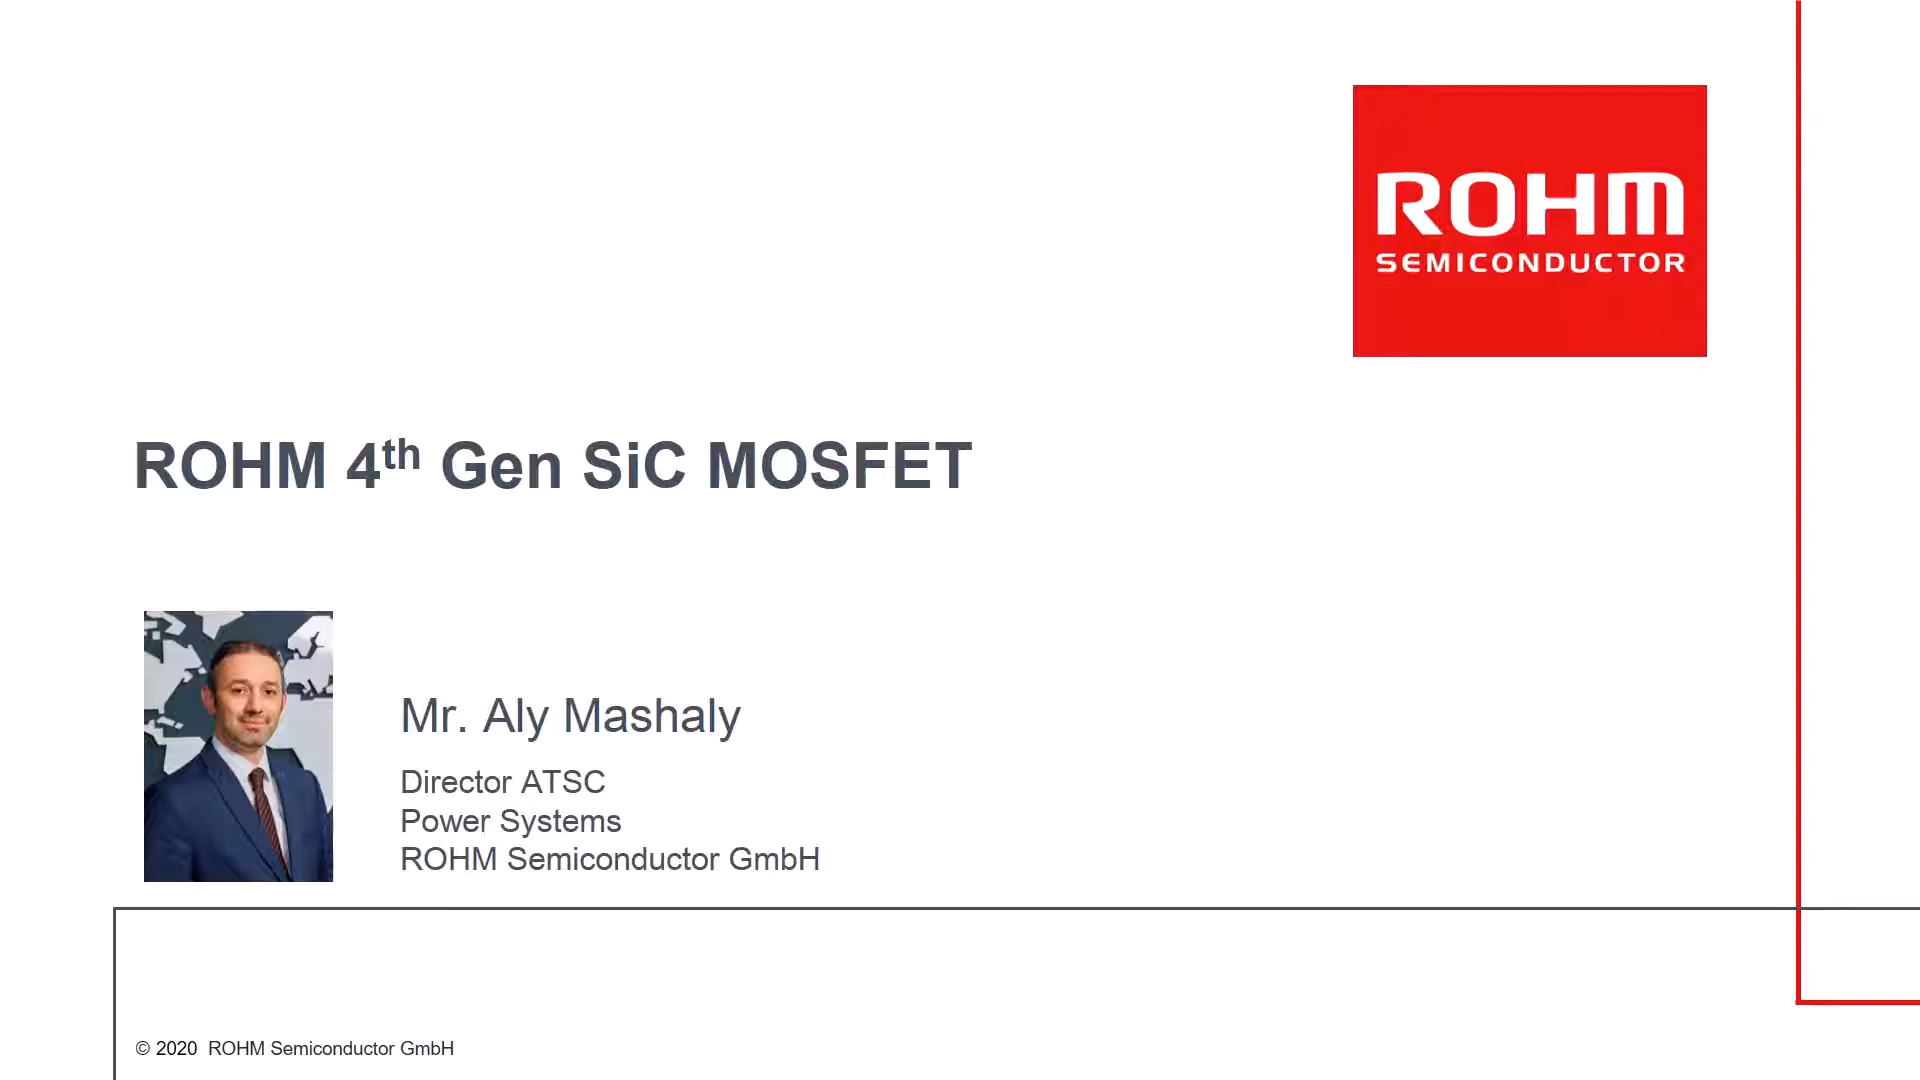 ROHM
SEMICONDUCTOR
ROHM 4th Gen SiC MOSFET
Mr. Aly Mashaly
Director ATSC
Power Systems
ROHM Semiconductor GmbH
© 2020 ROHM Semiconductor GmbH